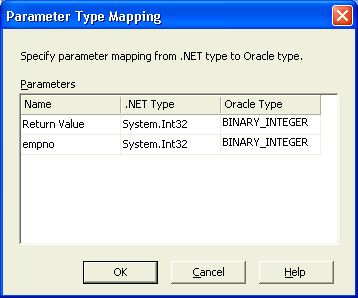 Parameter Type Mapping
Specify parameter mapping from .NET type to Oracle type.
Parameters
Name .NET Type Oracle Type
Return Value System.Int32 BINARY_INTEGER
empno System.Int32 BINARY_INTEGER
OK Cancel Help